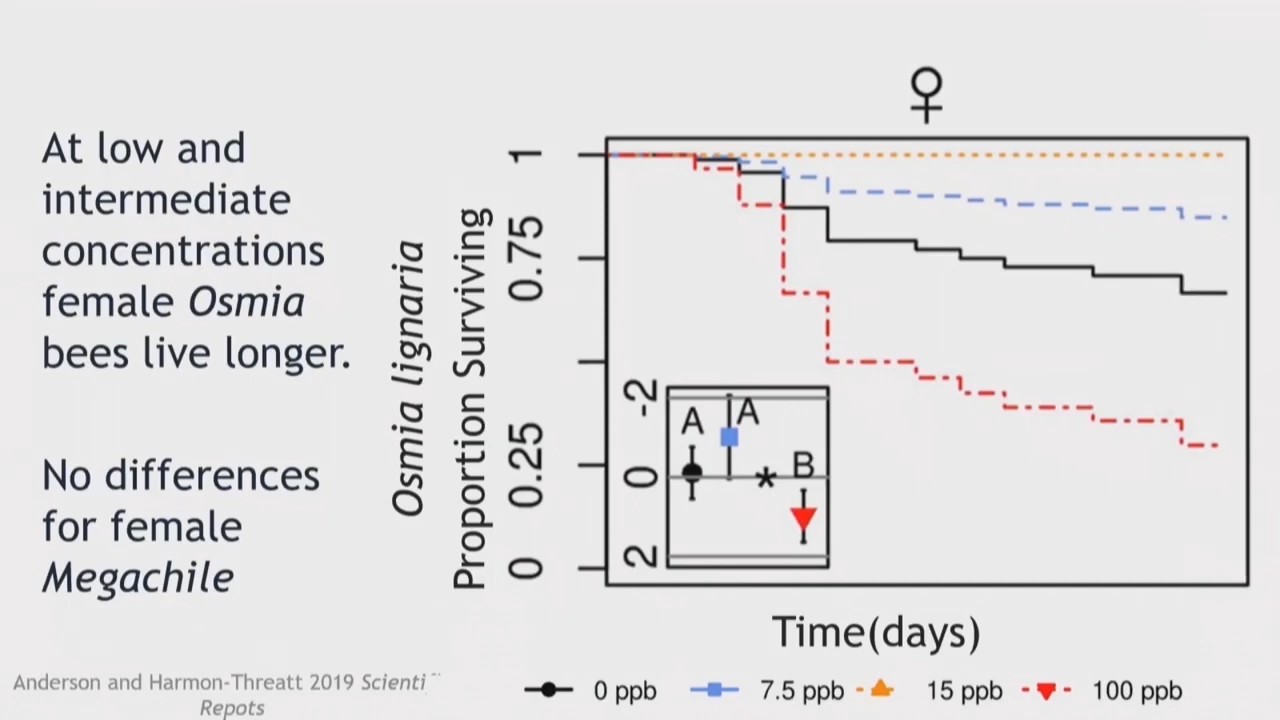 At low and
intermediate
concentrations
female Osmia
bees live longer.
No differences
for female
Megachile
Anderson and Harmon-Threatt 2019 Scienti
Repots
♀
Osmia lignaria
Proportion Surviving
1
0.75
0.25
0
-2
0
2
A
A
*
B
Time(days)
0 ppb
7.5 ppb
15 ppb
100 ppb